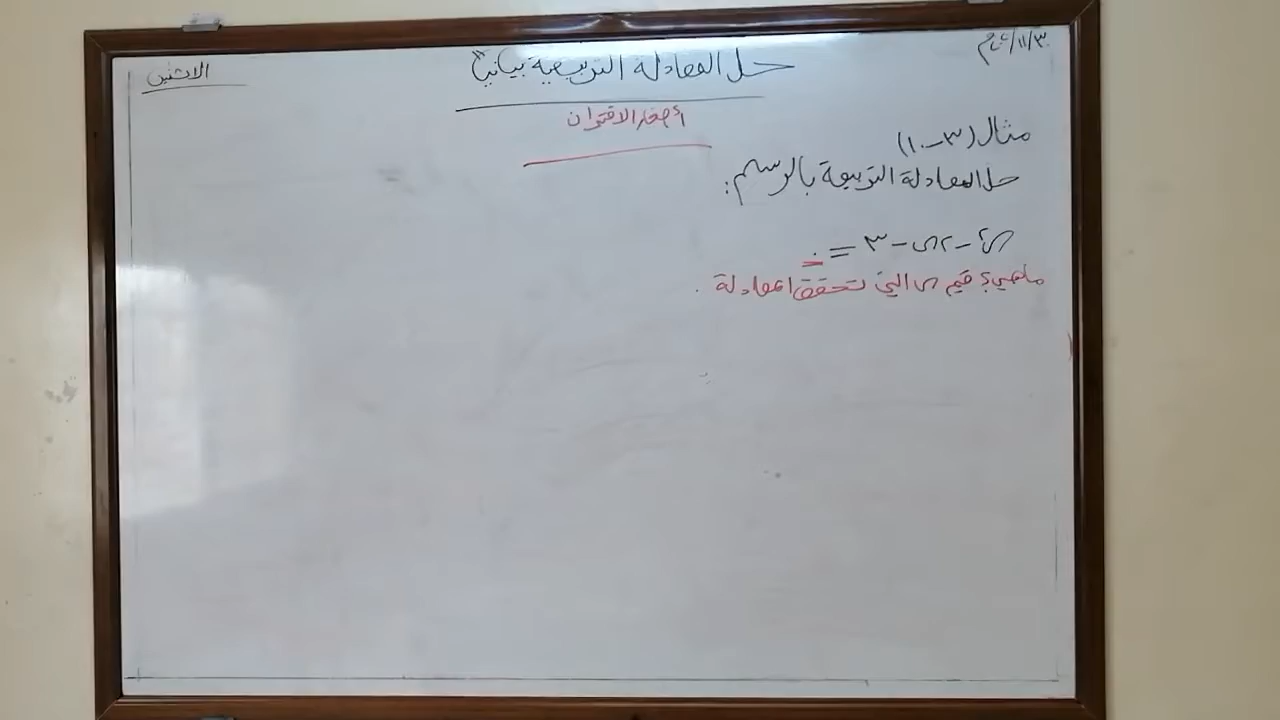 الاثنين
حل المعادلة التربيعية بيانياً
أصفار الاقتران
مثال (٣-١٠)
حل المعادلة التربيعية بالرسم:
س٢ - ٢س - ٣ = ٠
ماهي؟ قيم س التي تحقق المعادلة.